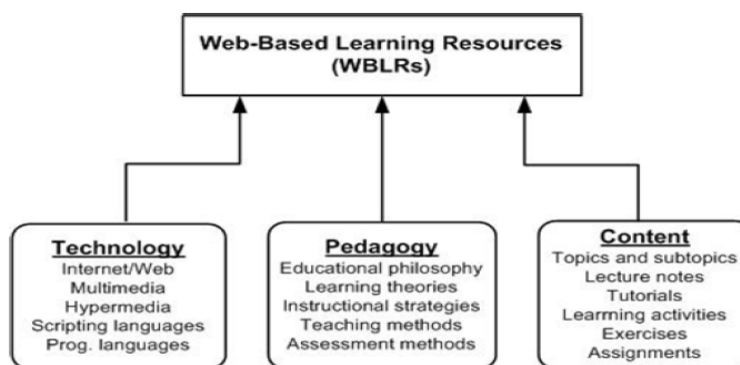 Web-Based Learning Resources
(WBLRs)
Technology
Internet/Web
Multimedia
Hypermedia
Scripting languages
Prog. languages
Pedagogy
Educational philosophy
Learning theories
Instructional strategies
Teaching methods
Assessment methods
Content
Topics and subtopics
Lecture notes
Tutorials
Learning activities
Exercises
Assignments